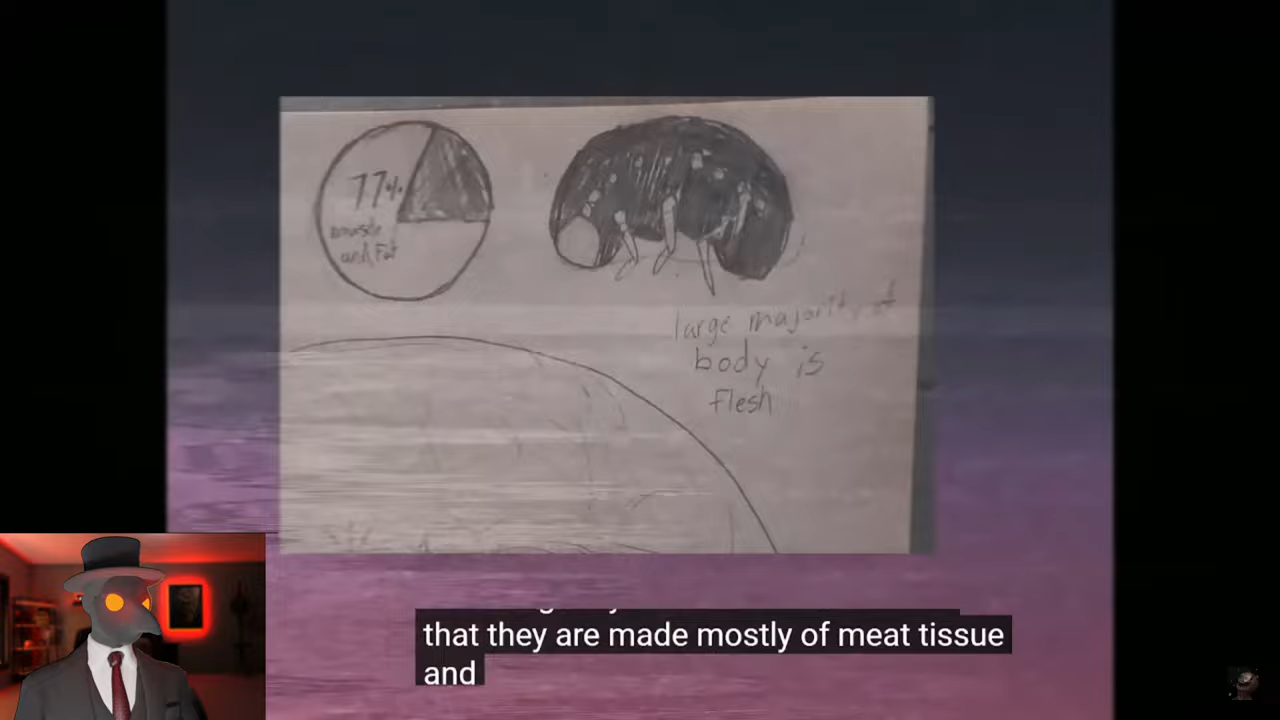 77%
muscle
and Fat
large majority of
body is
flesh
that they are made mostly of meat tissue
and